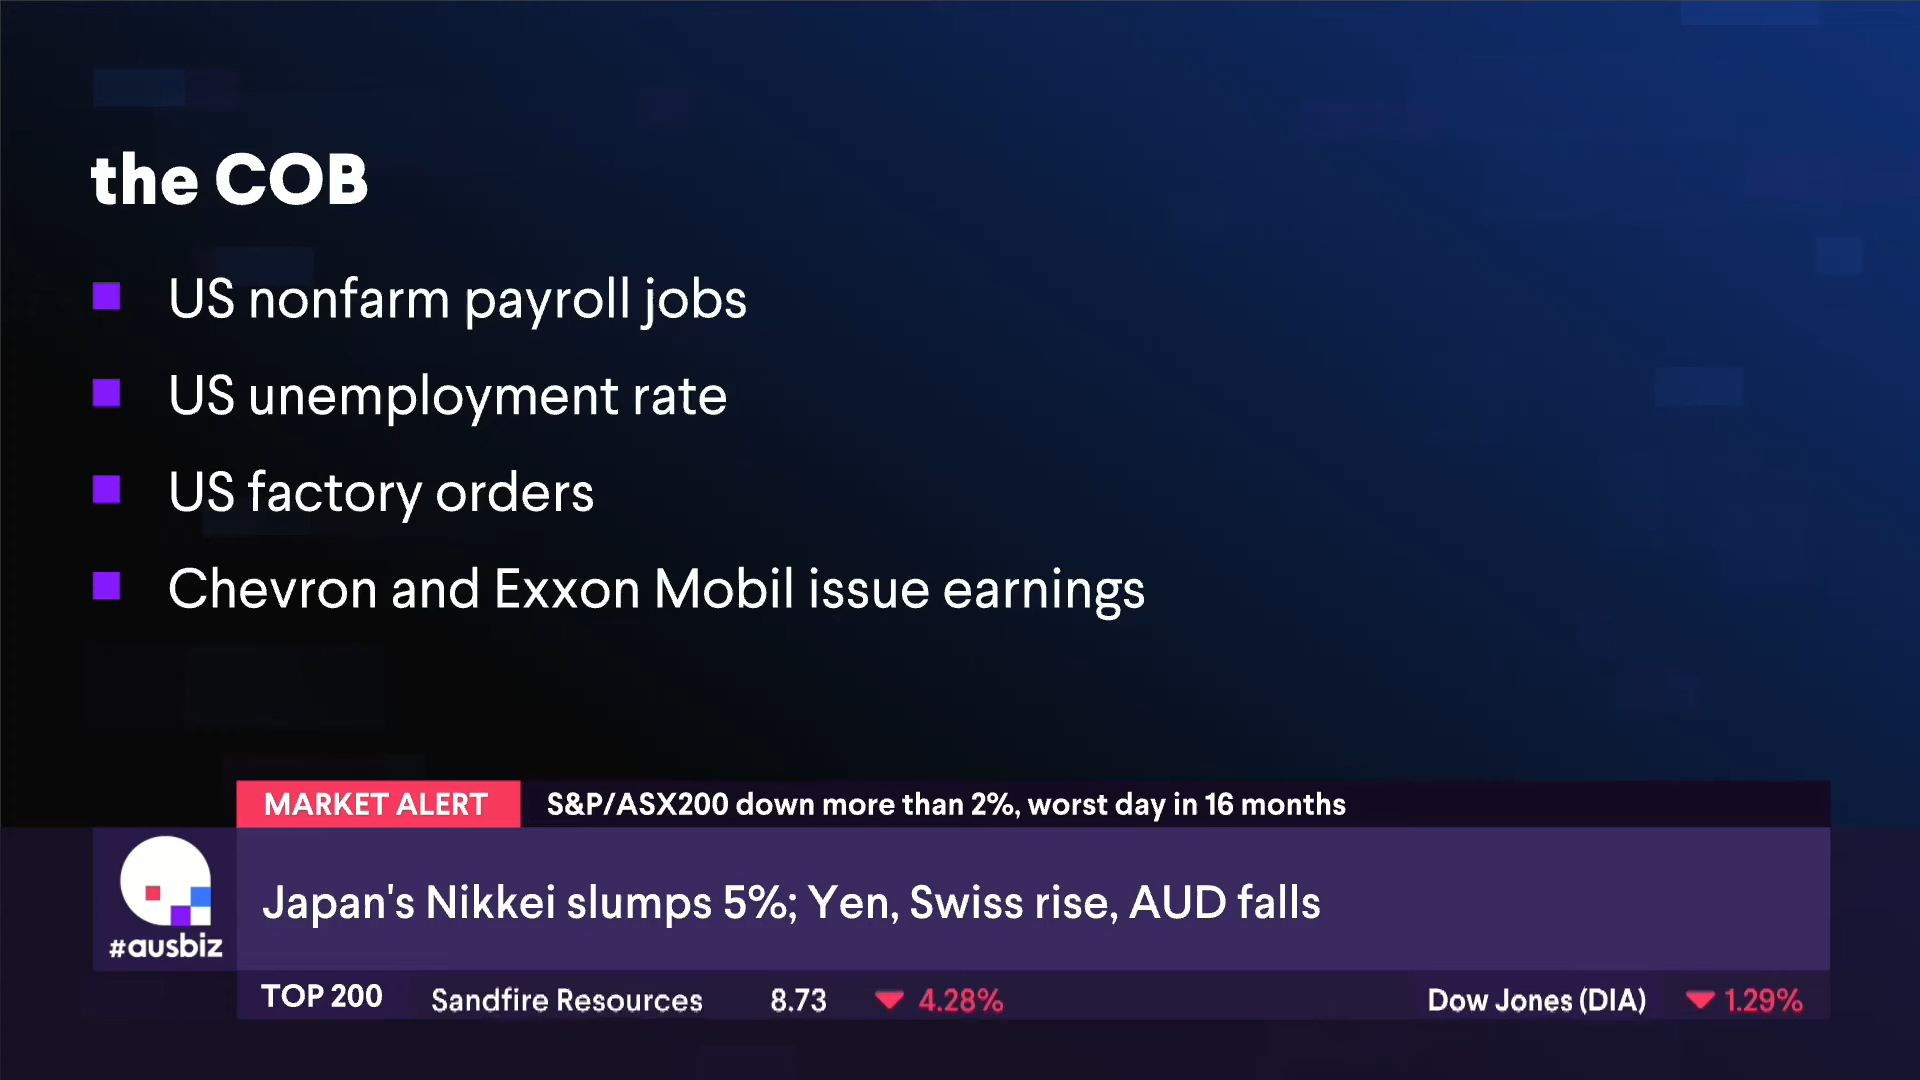 the COB
US nonfarm payroll jobs
US unemployment rate
US factory orders
Chevron and Exxon Mobil issue earnings
MARKET ALERT S&P/ASX200 down more than 2%, worst day in 16 months
Japan's Nikkei slumps 5%; Yen, Swiss rise, AUD falls
#ausbiz
TOP 200 Sandfire Resources 8.73 4.28% Dow Jones (DIA) 1.29%